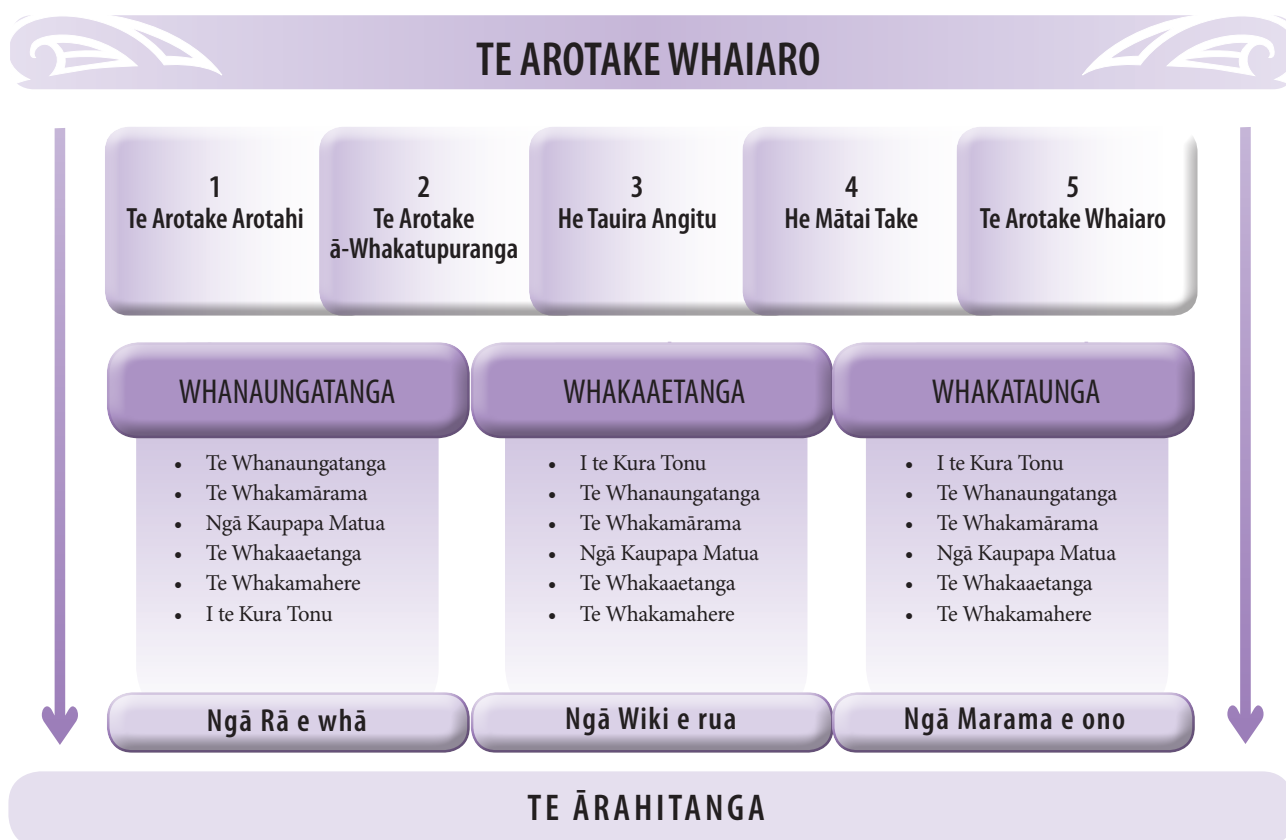 TE AROTAKE WHAIARO
1
Te Arotake Arotahi
2
Te Arotake
ā-Whakatupuranga
3
He Tauira Angitu
4
He Mātai Take
5
Te Arotake Whaiaro
WHANAUNGATANGA
• Te Whanaungatanga
• Te Whakamārama
• Ngā Kaupapa Matua
• Te Whakaaetanga
• Te Whakamahere
• I te Kura Tonu
Ngā Rā e whā
WHAKAAETANGA
• I te Kura Tonu
• Te Whanaungatanga
• Te Whakamārama
• Ngā Kaupapa Matua
• Te Whakaaetanga
• Te Whakamahere
Ngā Wiki e rua
WHAKATAUNGA
• I te Kura Tonu
• Te Whanaungatanga
• Te Whakamārama
• Ngā Kaupapa Matua
• Te Whakaaetanga
• Te Whakamahere
Ngā Marama e ono
TE ĀRAHITANGA